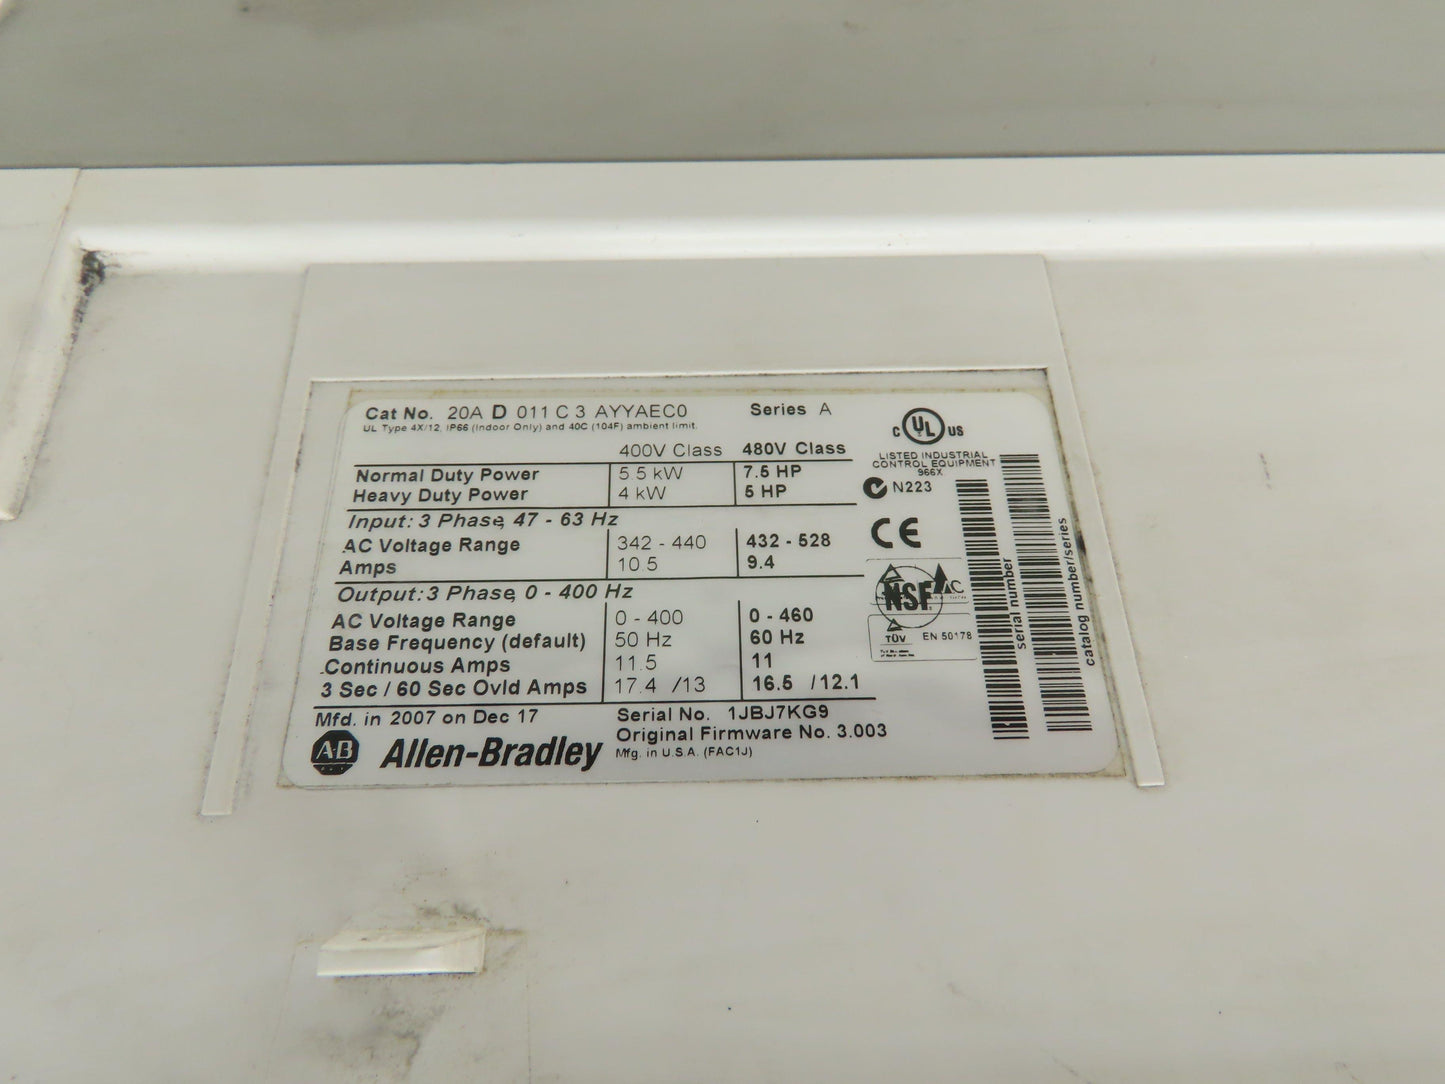 Cat No. 20A D 011 C 3 AYYAEC0 Series A
UL Type 4X/12, IP66 (Indoor Only) and 40C (104F) ambient limit.
C UL US
LISTED INDUSTRIAL
CONTROL EQUIPMENT
966X
N223
CE
400V Class 480V Class
Normal Duty Power 5.5 kW 7.5 HP
Heavy Duty Power 4 kW 5 HP
Input: 3 Phase, 47 - 63 Hz
AC Voltage Range 342 - 440 432 - 528
Amps 10.5 9.4
Output: 3 Phase, 0 - 400 Hz
AC Voltage Range 0 - 400 0 - 460
Base Frequency (default) 50 Hz 60 Hz
Continuous Amps 11.5 11
3 Sec / 60 Sec Ovld Amps 17.4 /13 16.5 /12.1
NSF
TÜV EN 50178
serial number
catalog number/series
Mfd. in 2007 on Dec 17 Serial No. 1JBJ7KG9
Original Firmware No. 3.003
AB Allen-Bradley Mfg. in U.S.A. (FAC1J)